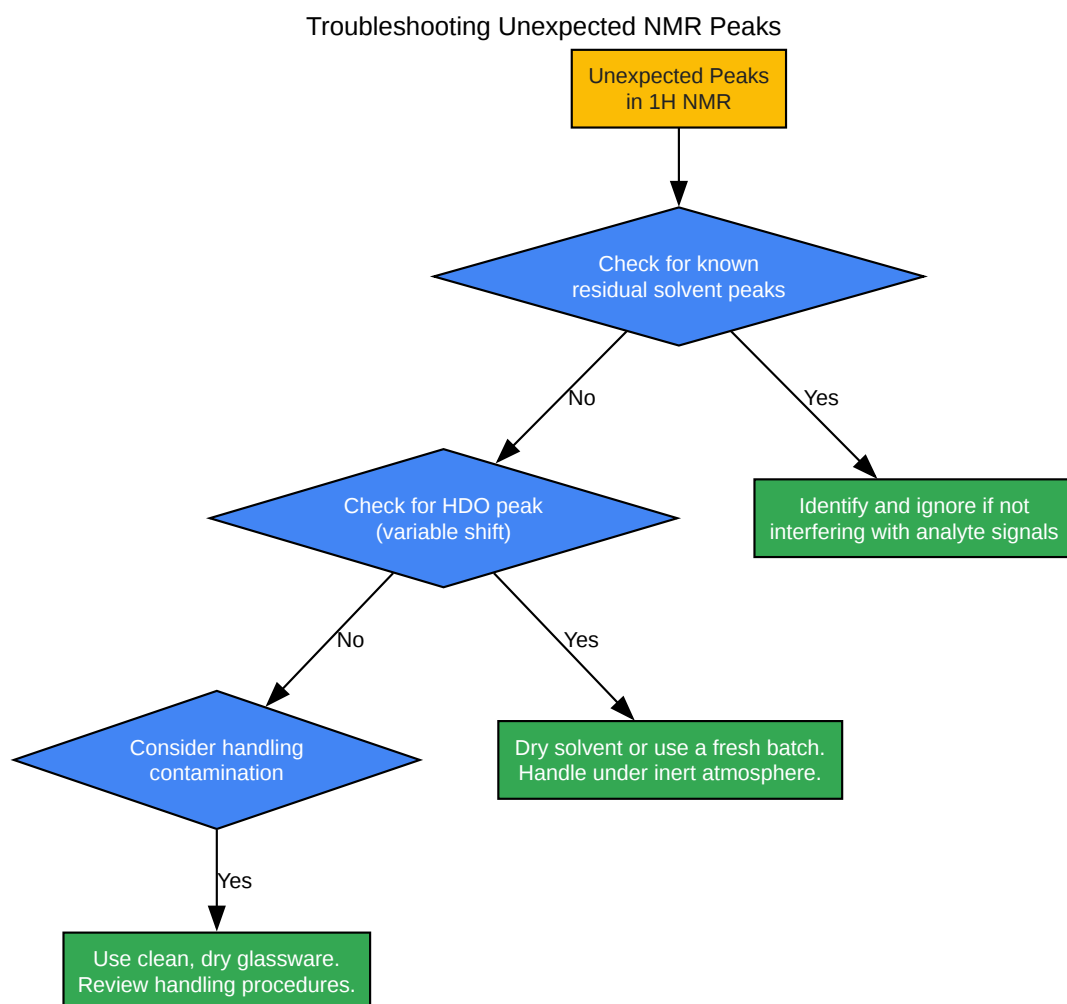 Troubleshooting Unexpected NMR Peaks
Unexpected Peaks
in 1H NMR
Check for known
residual solvent peaks
No
Yes
Check for HDO peak
(variable shift)
Identify and ignore if not
interfering with analyte signals
No
Yes
Consider handling
contamination
Dry solvent or use a fresh batch.
Handle under inert atmosphere.
Yes
Use clean, dry glassware.
Review handling procedures.